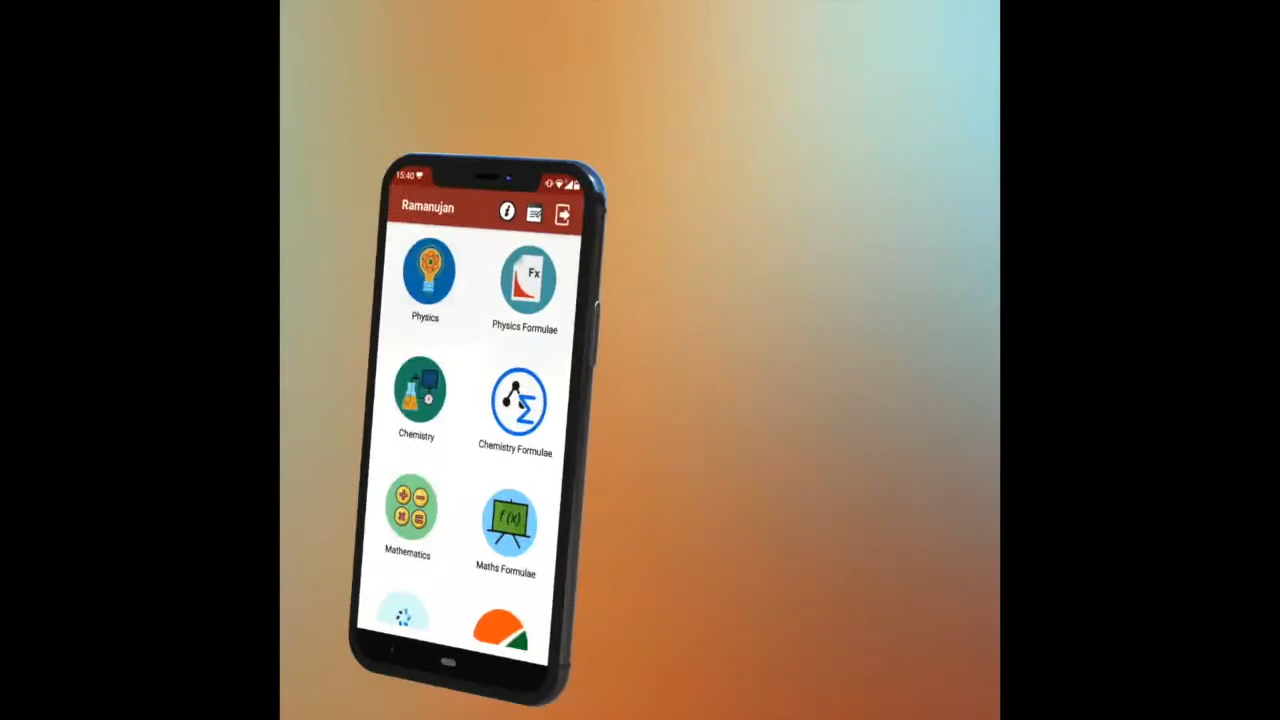 15:40
Ramanujan
Fx
Physics
Physics Formulae
Σ
Chemistry
Chemistry Formulae
f(x)
Mathematics
Maths Formulae